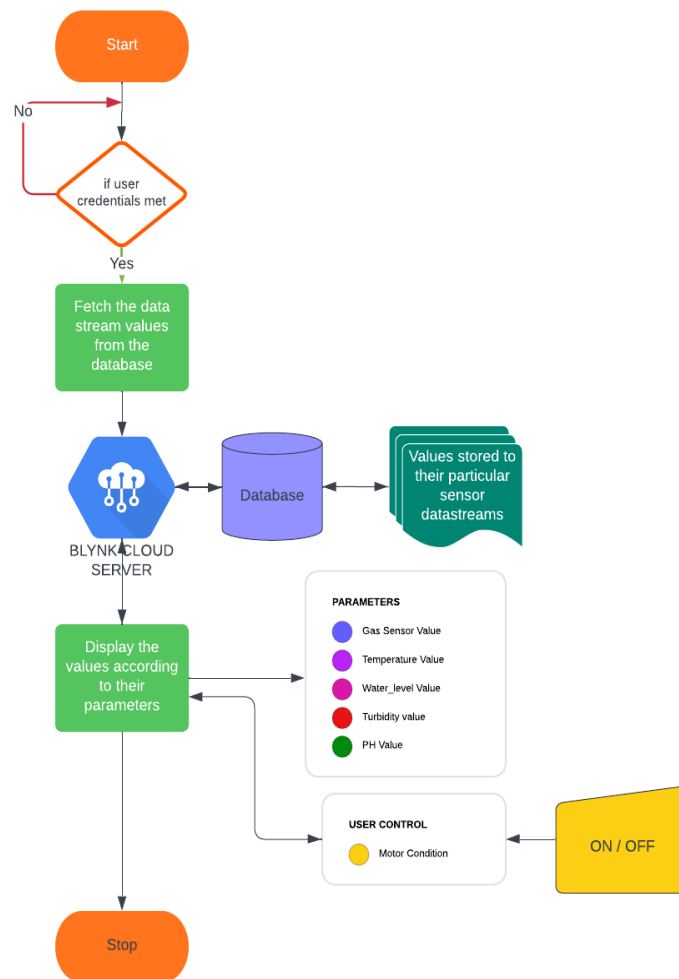 Start
No
if user
credentials met
Yes
Fetch the data
stream values
from the
database
Database
Values stored to
their particular
sensor
datastreams
BLYNK CLOUD
SERVER
PARAMETERS
Gas Sensor Value
Temperature Value
Water_level Value
Turbidity value
PH Value
Display the
values according
to their
parameters
USER CONTROL
Motor Condition
ON / OFF
Stop